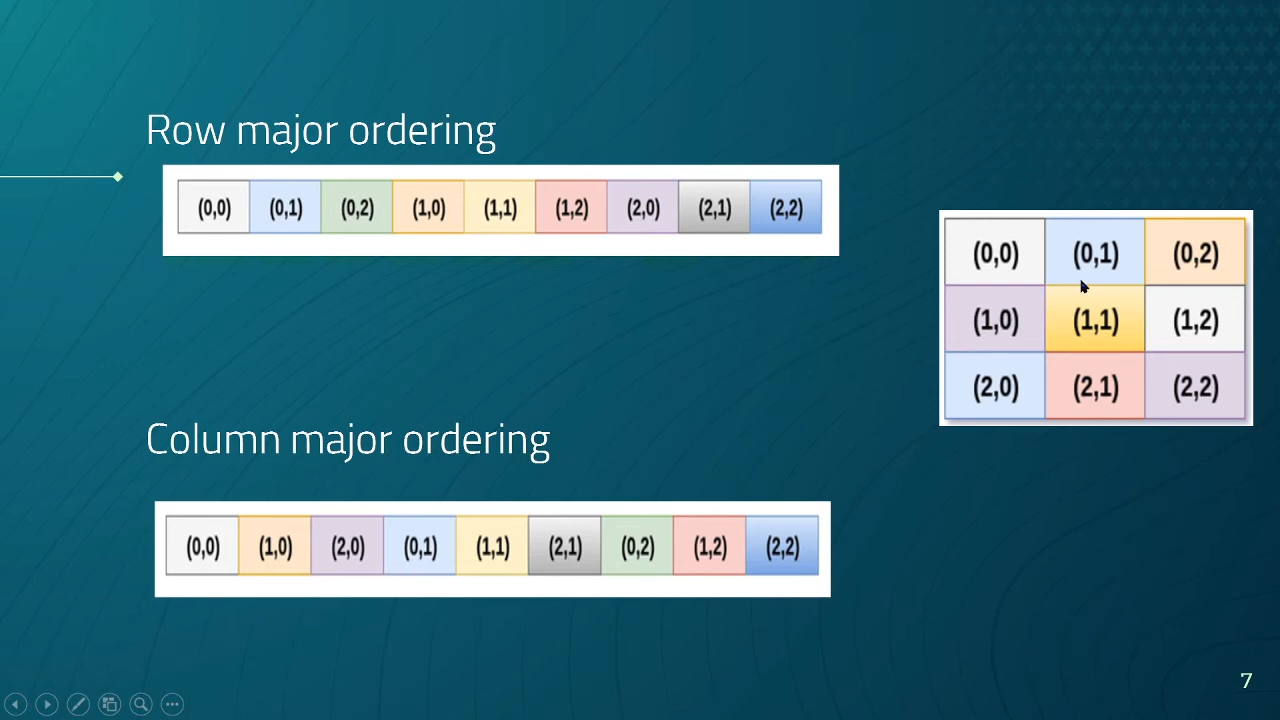 Row major ordering
(0,0) (0,1) (0,2) (1,0) (1,1) (1,2) (2,0) (2,1) (2,2)
(0,0) (0,1) (0,2)
(1,0) (1,1) (1,2)
(2,0) (2,1) (2,2)
Column major ordering
(0,0) (1,0) (2,0) (0,1) (1,1) (2,1) (0,2) (1,2) (2,2)
7